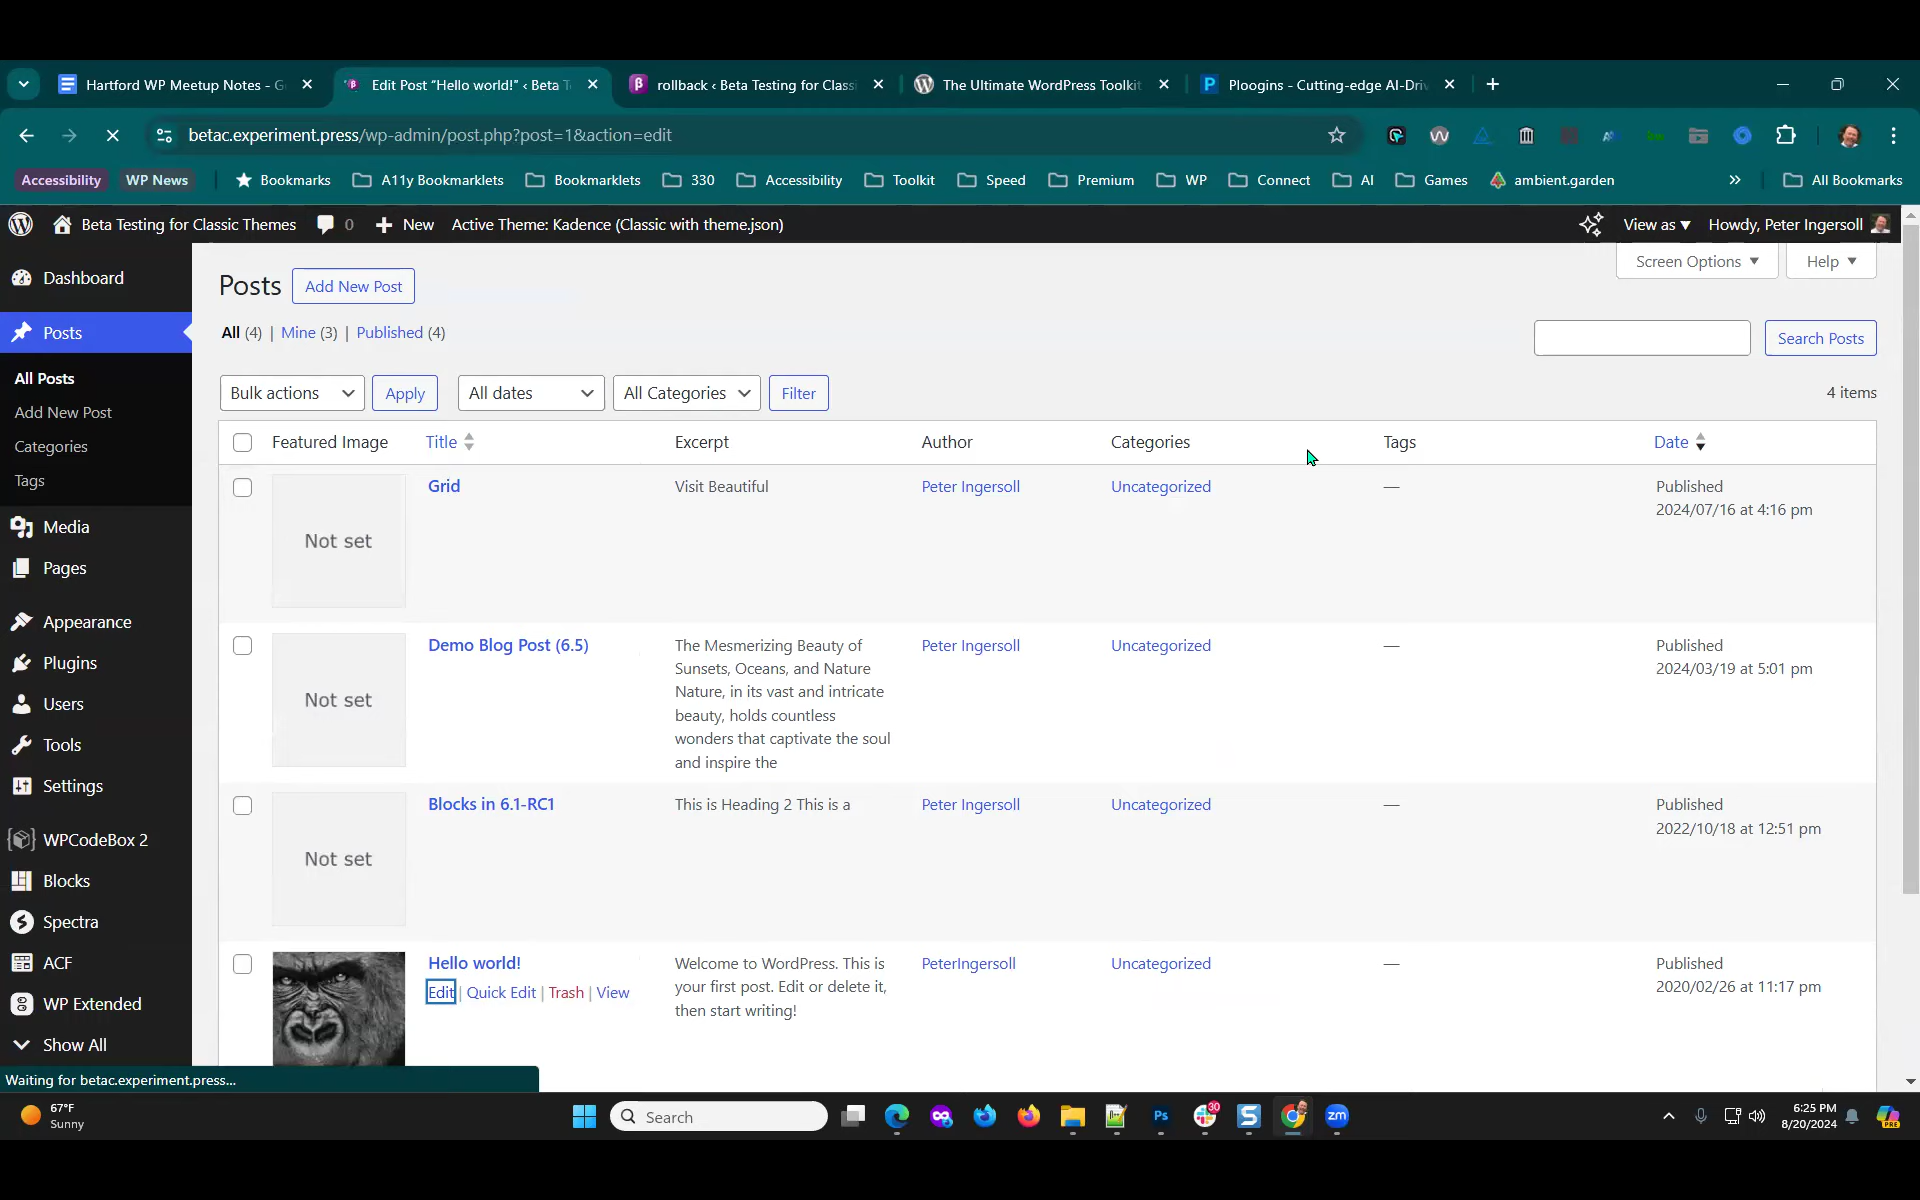 Hartford WP Meetup Notes - G
Edit Post “Hello world!” ‹ Beta T
rollback ‹ Beta Testing for Classi
The Ultimate WordPress Toolkit
Ploogins - Cutting-edge AI-Driv
betac.experiment.press/wp-admin/post.php?post=1&action=edit
Accessibility
WP News
Bookmarks
A11y Bookmarklets
Bookmarklets
330
Accessibility
Toolkit
Speed
Premium
WP
Connect
AI
Games
ambient.garden
»
All Bookmarks
Beta Testing for Classic Themes
0
New
Active Theme: Kadence (Classic with theme.json)
View as ▼
Howdy, Peter Ingersoll
Dashboard
Posts
All Posts
Add New Post
Categories
Tags
Media
Pages
Appearance
Plugins
Users
Tools
Settings
WPCodeBox 2
Blocks
Spectra
ACF
WP Extended
Show All
Screen Options ▼
Help ▼
Posts
Add New Post
All (4) | Mine (3) | Published (4)
Search Posts
Bulk actions
Apply
All dates
All Categories
Filter
4 items
Featured Image
Title
Excerpt
Author
Categories
Tags
Date
Not set
Grid
Visit Beautiful
Peter Ingersoll
Uncategorized
—
Published
2024/07/16 at 4:16 pm
Not set
Demo Blog Post (6.5)
The Mesmerizing Beauty of
Sunsets, Oceans, and Nature
Nature, in its vast and intricate
beauty, holds countless
wonders that captivate the soul
and inspire the
Peter Ingersoll
Uncategorized
—
Published
2024/03/19 at 5:01 pm
Not set
Blocks in 6.1-RC1
This is Heading 2 This is a
Peter Ingersoll
Uncategorized
—
Published
2022/10/18 at 12:51 pm
Hello world!
Edit | Quick Edit | Trash | View
Welcome to WordPress. This is
your first post. Edit or delete it,
then start writing!
PeterIngersoll
Uncategorized
—
Published
2020/02/26 at 11:17 pm
Waiting for betac.experiment.press...
67°F
Sunny
Search
Ps
30
S
zm
6:25 PM
8/20/2024
PRE